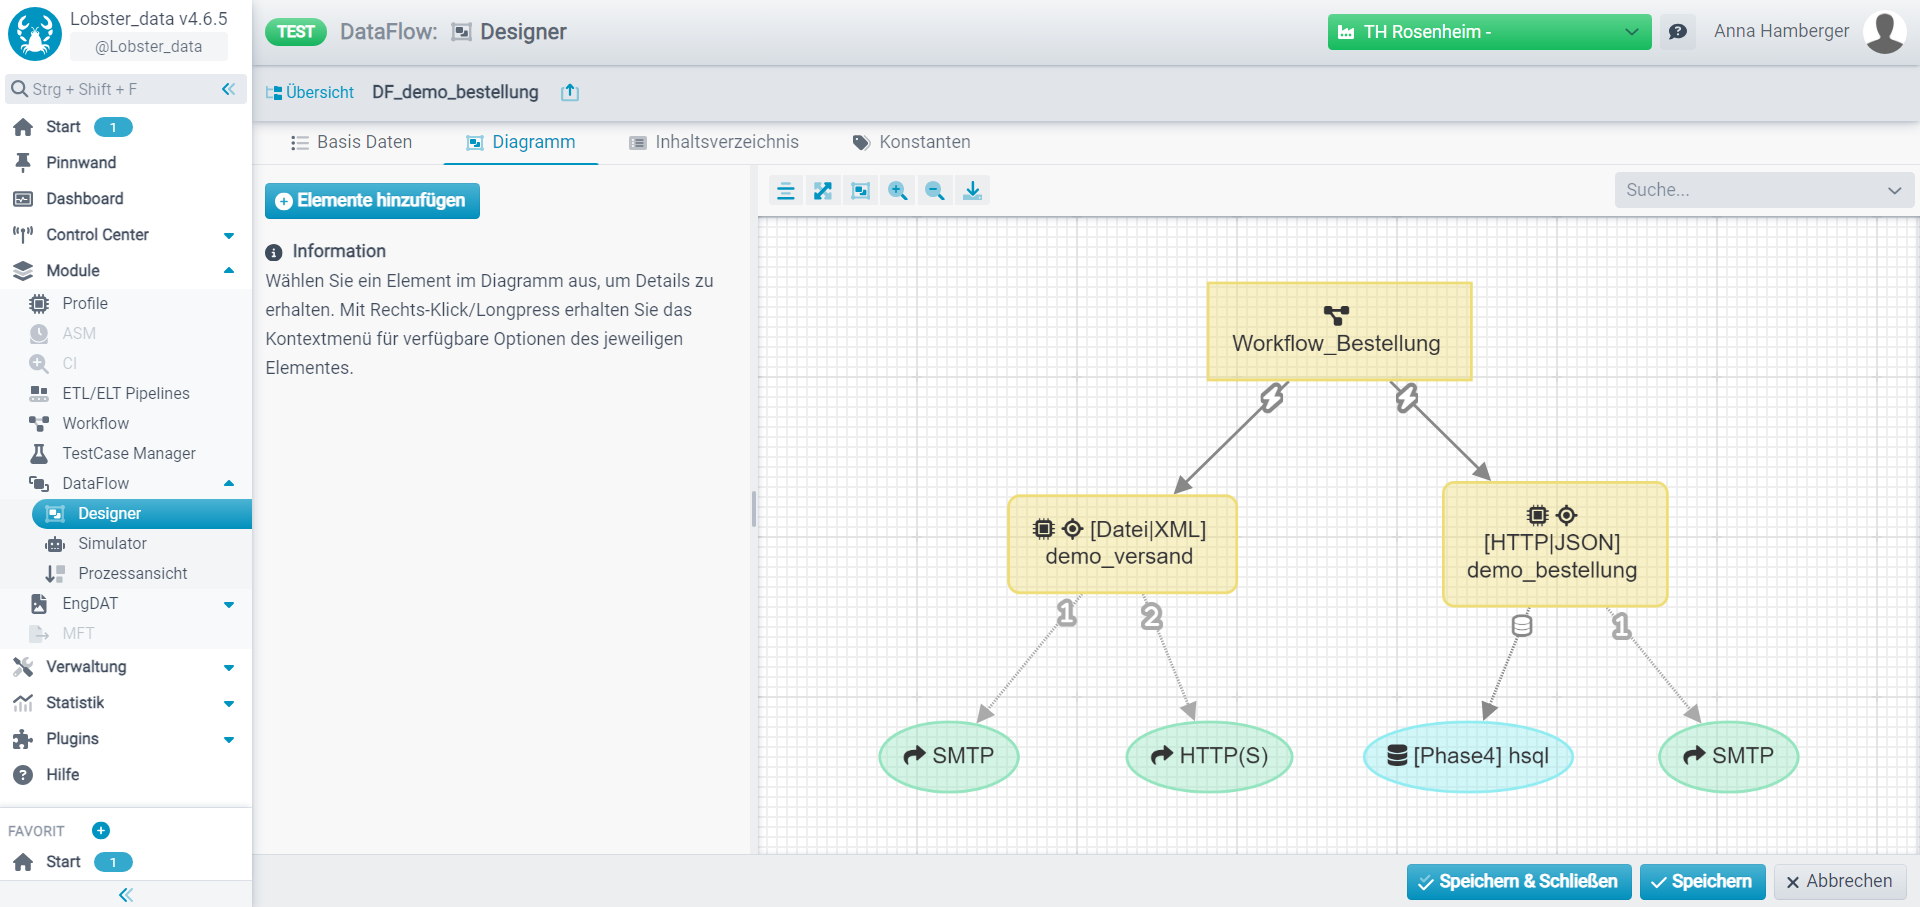 Lobster_data v4.6.5
@Lobster_data
Strg + Shift + F
Start 1
Pinnwand
Dashboard
Control Center
Module
Profile
ASM
CI
ETL/ELT Pipelines
Workflow
TestCase Manager
DataFlow
Designer
Simulator
Prozessansicht
EngDAT
MFT
Verwaltung
Statistik
Plugins
Hilfe
FAVORIT
Start 1
TEST DataFlow: Designer
TH Rosenheim -
Anna Hamberger
Übersicht DF_demo_bestellung
Basis Daten Diagramm Inhaltsverzeichnis Konstanten
Elemente hinzufügen
Information
Wählen Sie ein Element im Diagramm aus, um Details zu
erhalten. Mit Rechts-Klick/Longpress erhalten Sie das
Kontextmenü für verfügbare Optionen des jeweiligen
Elementes.
Suche...
Workflow_Bestellung
[Datei|XML]
demo_versand
[HTTP|JSON]
demo_bestellung
1 2 1
SMTP HTTP(S) [Phase4] hsql SMTP
Speichern & Schließen Speichern Abbrechen